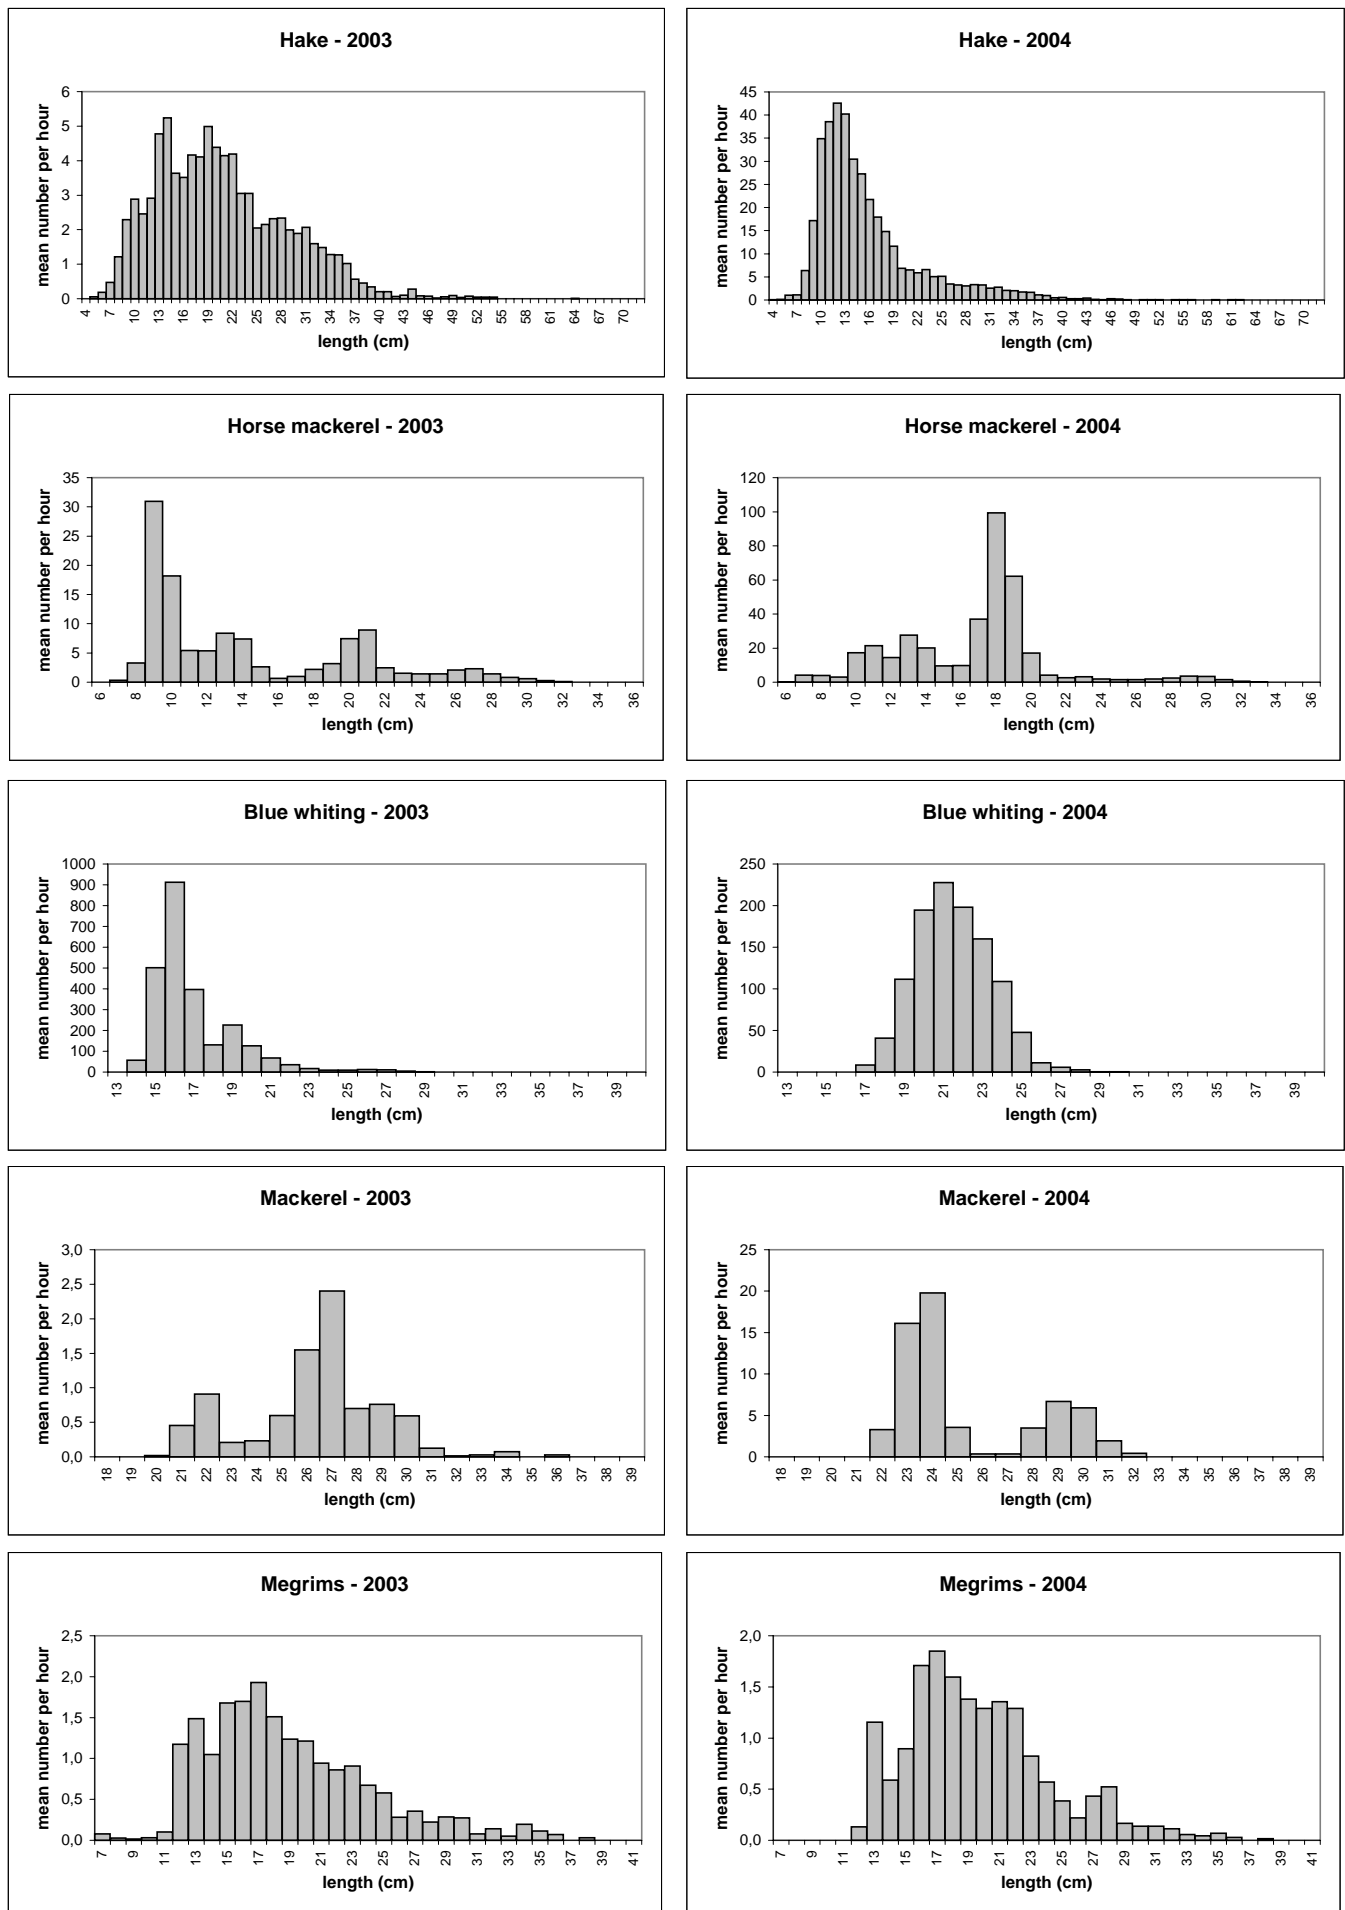 Hake - 2003
mean number per hour
6
5
4
3
2
1
0
4 7 10 13 16 19 22 25 28 31 34 37 40 43 46 49 52 55 58 61 64 67 70
length (cm)
Hake - 2004
mean number per hour
45
40
35
30
25
20
15
10
5
0
4 7 10 13 16 19 22 25 28 31 34 37 40 43 46 49 52 55 58 61 64 67 70
length (cm)
Horse mackerel - 2003
mean number per hour
35
30
25
20
15
10
5
0
6 8 10 12 14 16 18 20 22 24 26 28 30 32 34 36
length (cm)
Horse mackerel - 2004
mean number per hour
120
100
80
60
40
20
0
6 8 10 12 14 16 18 20 22 24 26 28 30 32 34 36
length (cm)
Blue whiting - 2003
mean number per hour
1000
900
800
700
600
500
400
300
200
100
0
13 15 17 19 21 23 25 27 29 31 33 35 37 39
length (cm)
Blue whiting - 2004
mean number per hour
250
200
150
100
50
0
13 15 17 19 21 23 25 27 29 31 33 35 37 39
length (cm)
Mackerel - 2003
mean number per hour
3,0
2,5
2,0
1,5
1,0
0,5
0,0
18 19 20 21 22 23 24 25 26 27 28 29 30 31 32 33 34 35 36 37 38 39
length (cm)
Mackerel - 2004
mean number per hour
25
20
15
10
5
0
18 19 20 21 22 23 24 25 26 27 28 29 30 31 32 33 34 35 36 37 38 39
length (cm)
Megrims - 2003
mean number per hour
2,5
2,0
1,5
1,0
0,5
0,0
7 9 11 13 15 17 19 21 23 25 27 29 31 33 35 37 39 41
length (cm)
Megrims - 2004
mean number per hour
2,0
1,5
1,0
0,5
0,0
7 9 11 13 15 17 19 21 23 25 27 29 31 33 35 37 39 41
length (cm)